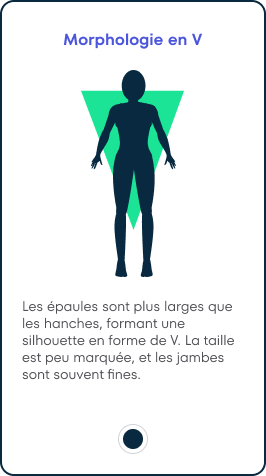 Morphologie en V
Les épaules sont plus larges que
les hanches, formant une
silhouette en forme de V. La taille
est peu marquée, et les jambes
sont souvent fines.